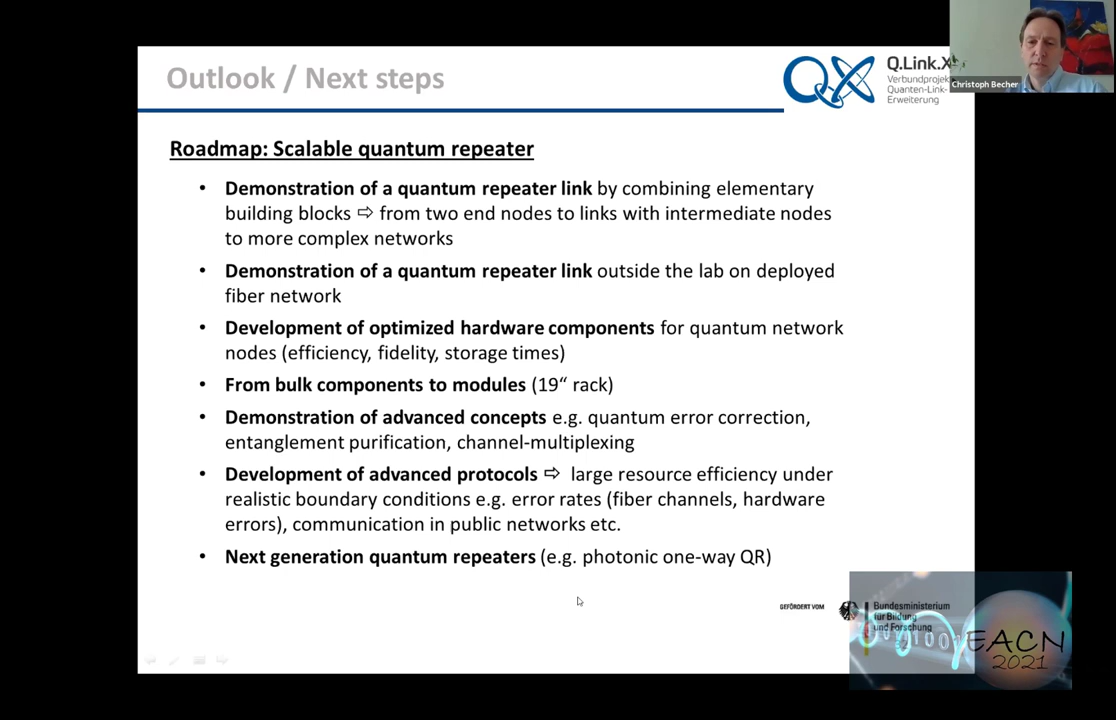 Outlook / Next steps
Q.Link.X
Verbundprojekt
Quanten-Link-
Erweiterung
Christoph Becher
Roadmap: Scalable quantum repeater
• Demonstration of a quantum repeater link by combining elementary
building blocks ⇨ from two end nodes to links with intermediate nodes
to more complex networks
• Demonstration of a quantum repeater link outside the lab on deployed
fiber network
• Development of optimized hardware components for quantum network
nodes (efficiency, fidelity, storage times)
• From bulk components to modules (19“ rack)
• Demonstration of advanced concepts e.g. quantum error correction,
entanglement purification, channel-multiplexing
• Development of advanced protocols ⇨ large resource efficiency under
realistic boundary conditions e.g. error rates (fiber channels, hardware
errors), communication in public networks etc.
• Next generation quantum repeaters (e.g. photonic one-way QR)
GEFÖRDERT VOM
Bundesministerium
für Bildung
und Forschung
EACN
2021